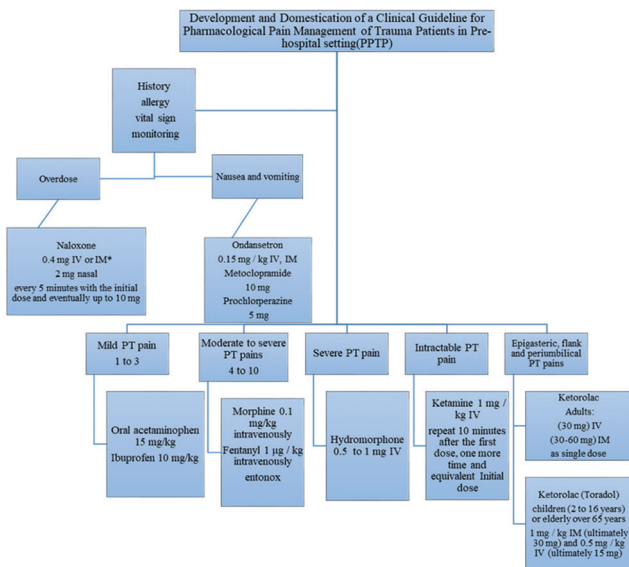 Development and Domestication of a Clinical Guideline for
Pharmacological Pain Management of Trauma Patients in Pre-
hospital setting(PPTP)
History
allergy
vital sign
monitoring
Overdose
Nausea and vomiting
Naloxone
0.4 mg IV or IM*
2 mg nasal
every 5 minutes with the initial
dose and eventually up to 10 mg
Ondansetron
0.15 mg / kg IV, IM
Metoclopramide
10 mg
Prochlorperazine
5 mg
Mild PT pain
1 to 3
Moderate to severe
PT pains
4 to 10
Severe PT pain
Intractable PT
pain
Epigasteric, flank
and periumbilical
PT pains
Oral acetaminophen
15 mg/kg
Ibuprofen 10 mg/kg
Morphine 0.1
mg/kg
intravenously
Fentanyl 1 µg / kg
intravenously
entonox
Hydromorphone
0.5 to 1 mg IV
Ketamine 1 mg /
kg IV
repeat 10 minutes
after the first
dose, one more
time and
equivalent Initial
dose
Ketorolac
Adults:
(30 mg) IV
(30-60 mg) IM
as single dose
Ketorolac (Toradol)
children (2 to 16 years)
or elderly over 65 years
1 mg / kg IM (ultimately
30 mg) and 0.5 mg / kg
IV (ultimately 15 mg)